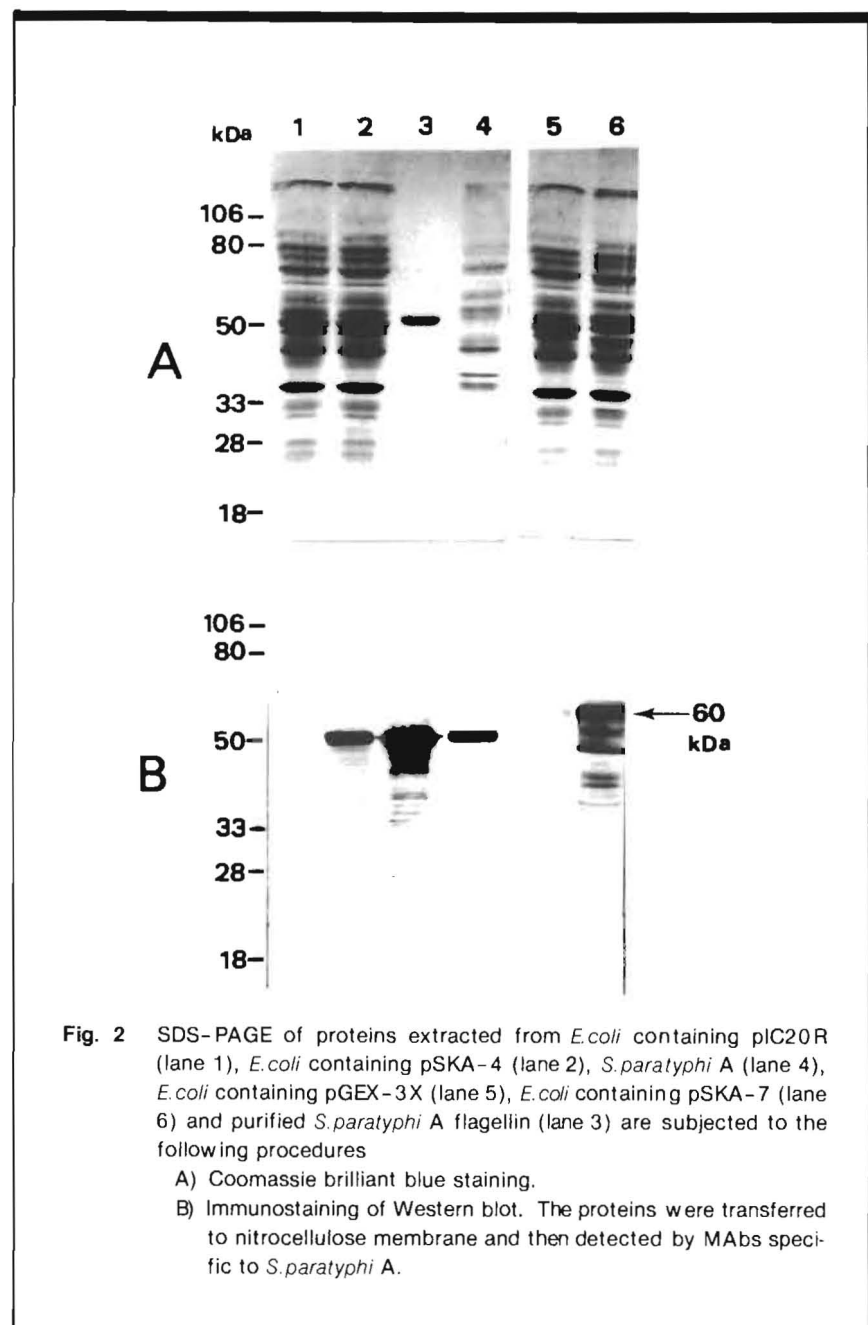 kDa 1 2 3 4 5 6
106–
80–
50–
A
33–
28–
18–
106–
80–
←60
kDa
50–
B
33–
28–
18–
Fig. 2 SDS-PAGE of proteins extracted from E.coli containing pIC20R
(lane 1), E.coli containing pSKA-4 (lane 2), S.paratyphi A (lane 4),
E.coli containing pGEX-3X (lane 5), E.coli containing pSKA-7 (lane
6) and purified S.paratyphi A flagellin (lane 3) are subjected to the
following procedures
A) Coomassie brilliant blue staining.
B) Immunostaining of Western blot. The proteins were transferred
to nitrocellulose membrane and then detected by MAbs speci-
fic to S.paratyphi A.